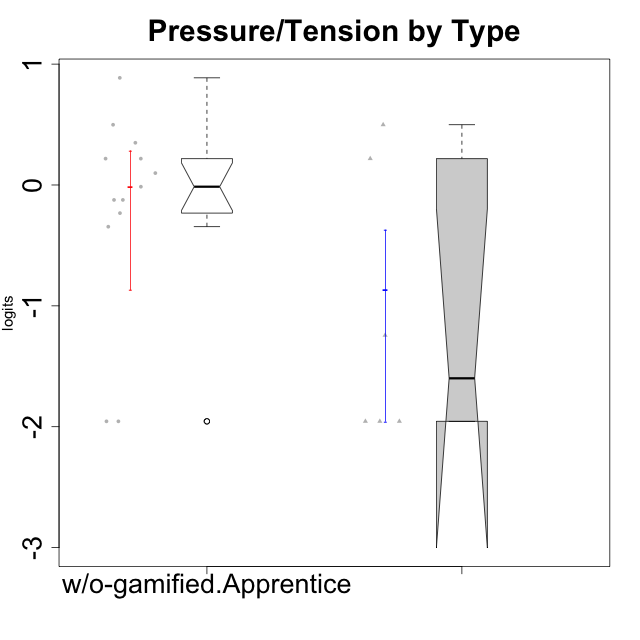 Pressure/Tension by Type
1
0
-1
-2
-3
logits
w/o-gamified.Apprentice